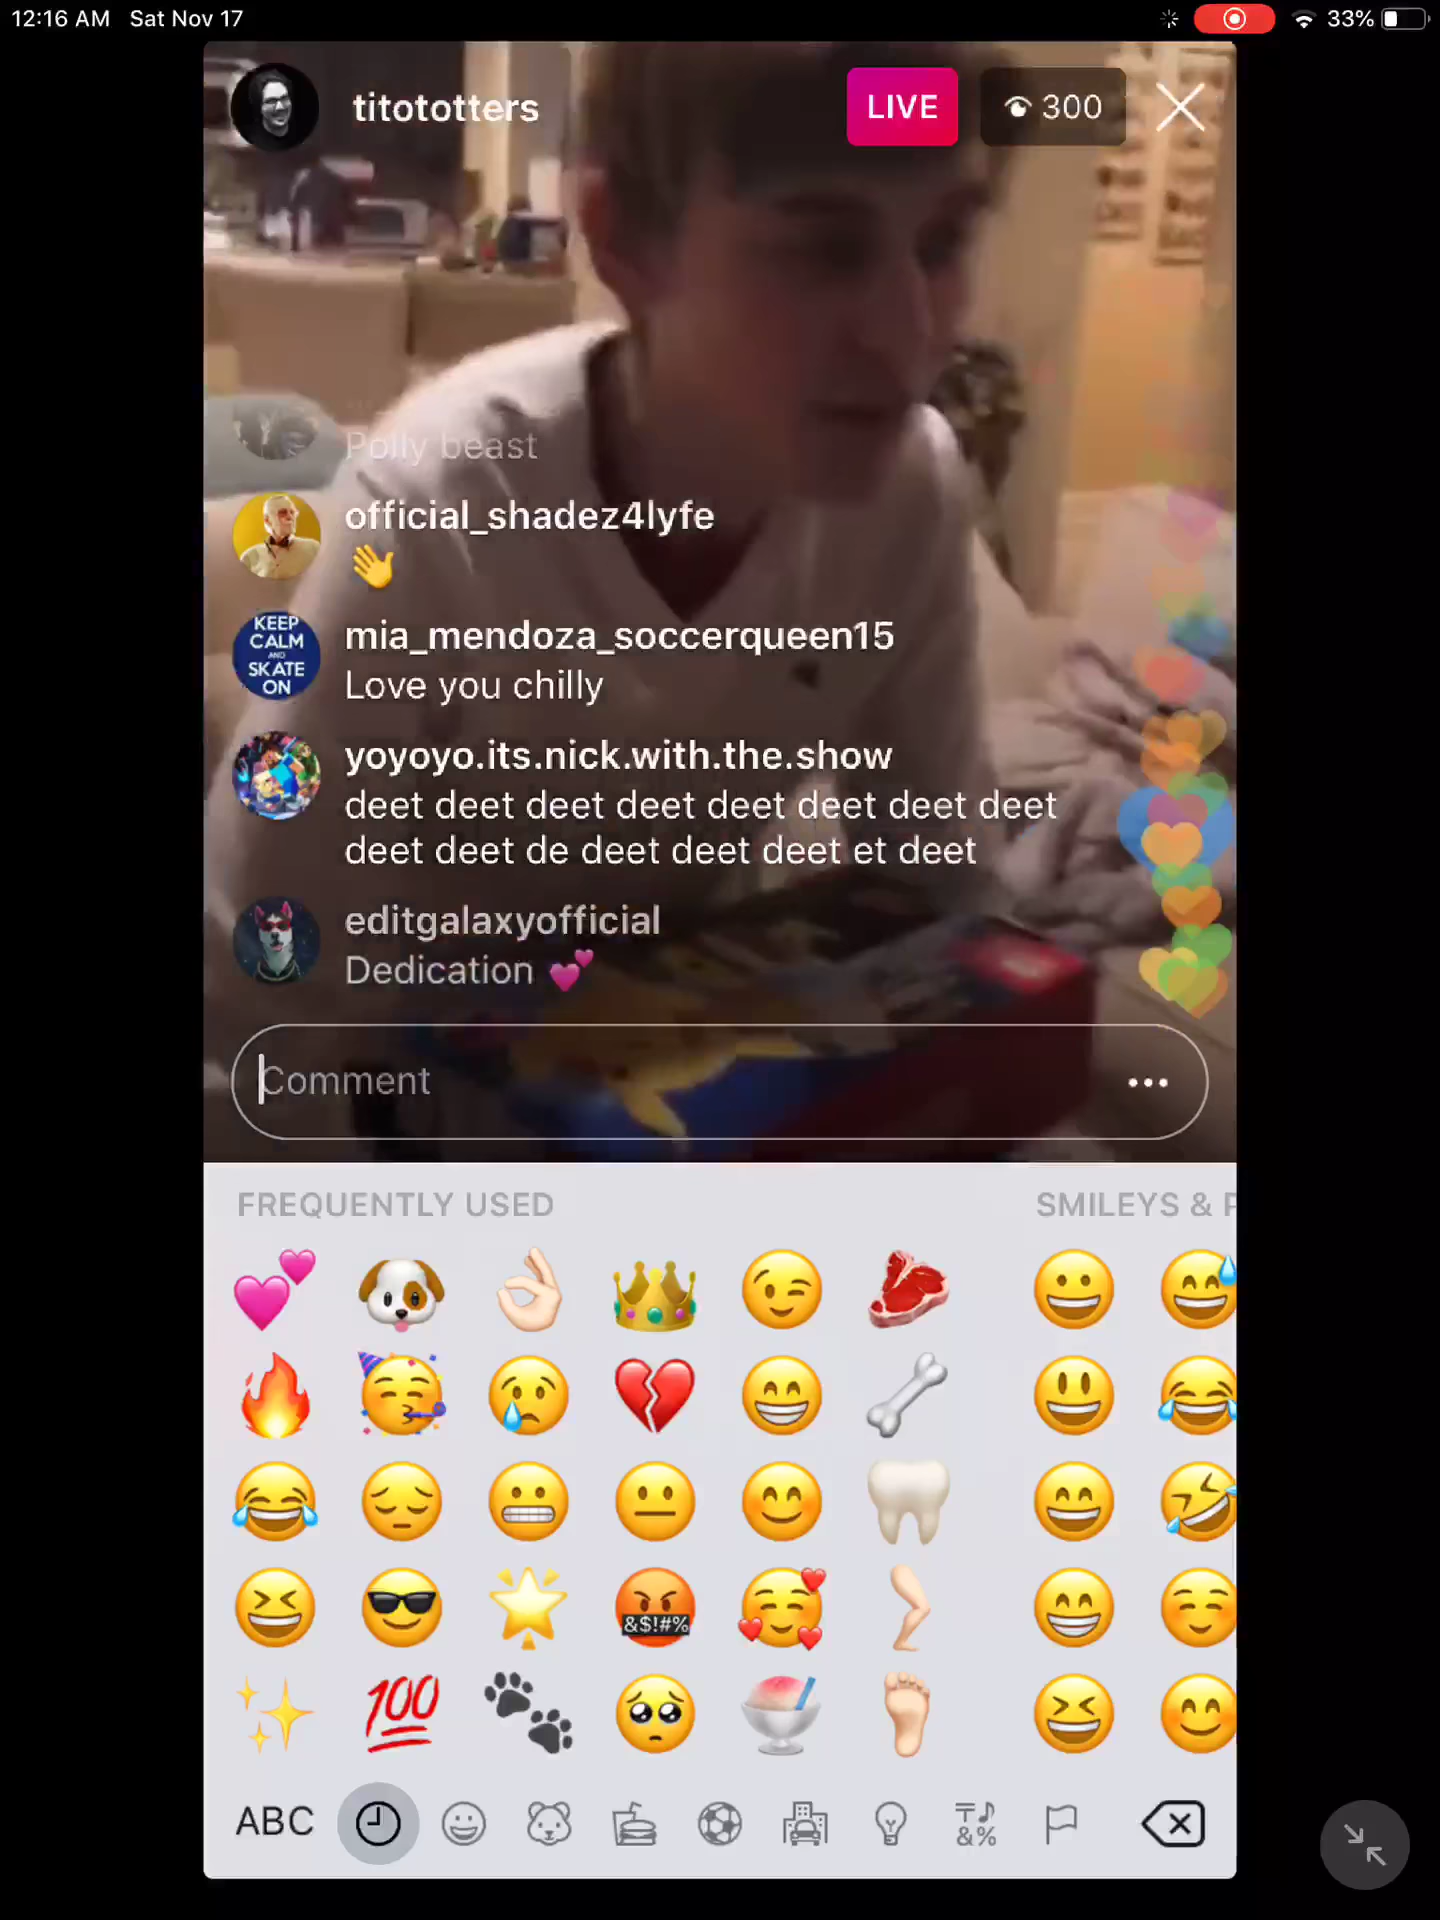 12:16 AM Sat Nov 17
33%
titototters
LIVE
300
Polly beast
official_shadez4lyfe
👋
KEEP
CALM
AND
SKATE
ON
mia_mendoza_soccerqueen15
Love you chilly
yoyoyo.its.nick.with.the.show
deet deet deet deet deet deet deet deet
deet deet de deet deet deet et deet
editgalaxyofficial
Dedication 💕
Comment
FREQUENTLY USED
SMILEYS & P
&$!#%
100
ABC
&%